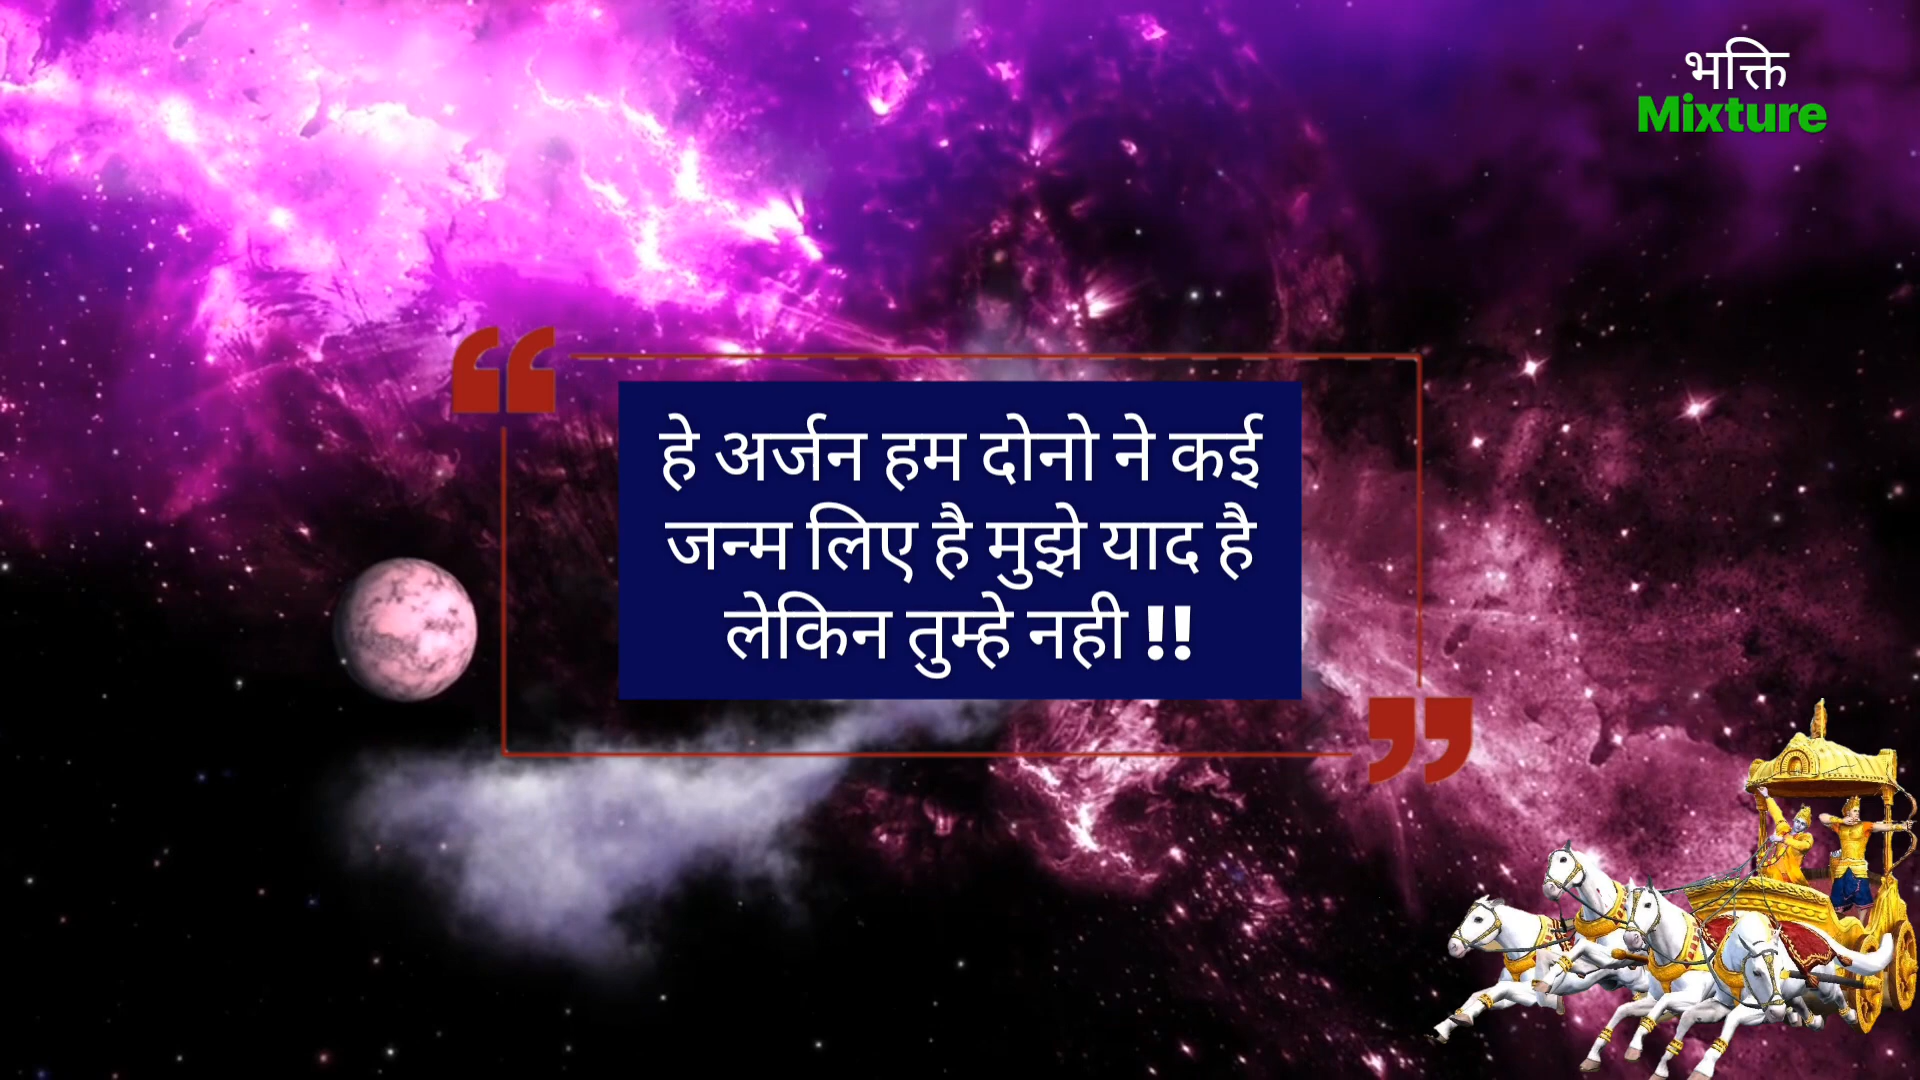 भक्ति
Mixture
हे अर्जन हम दोनो ने कई
जन्म लिए है मुझे याद है
लेकिन तुम्हे नही !!